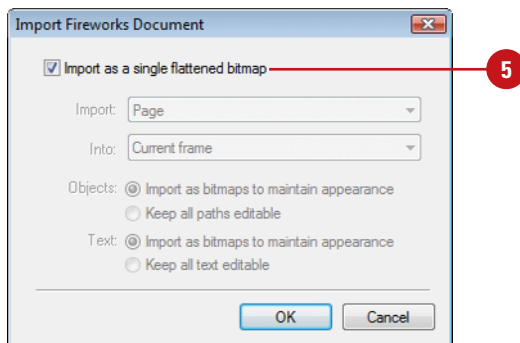 Import Fireworks Document
Import as a single flattened bitmap
5
Import: Page
Into: Current frame
Objects: Import as bitmaps to maintain appearance
Keep all paths editable
Text: Import as bitmaps to maintain appearance
Keep all text editable
OK Cancel